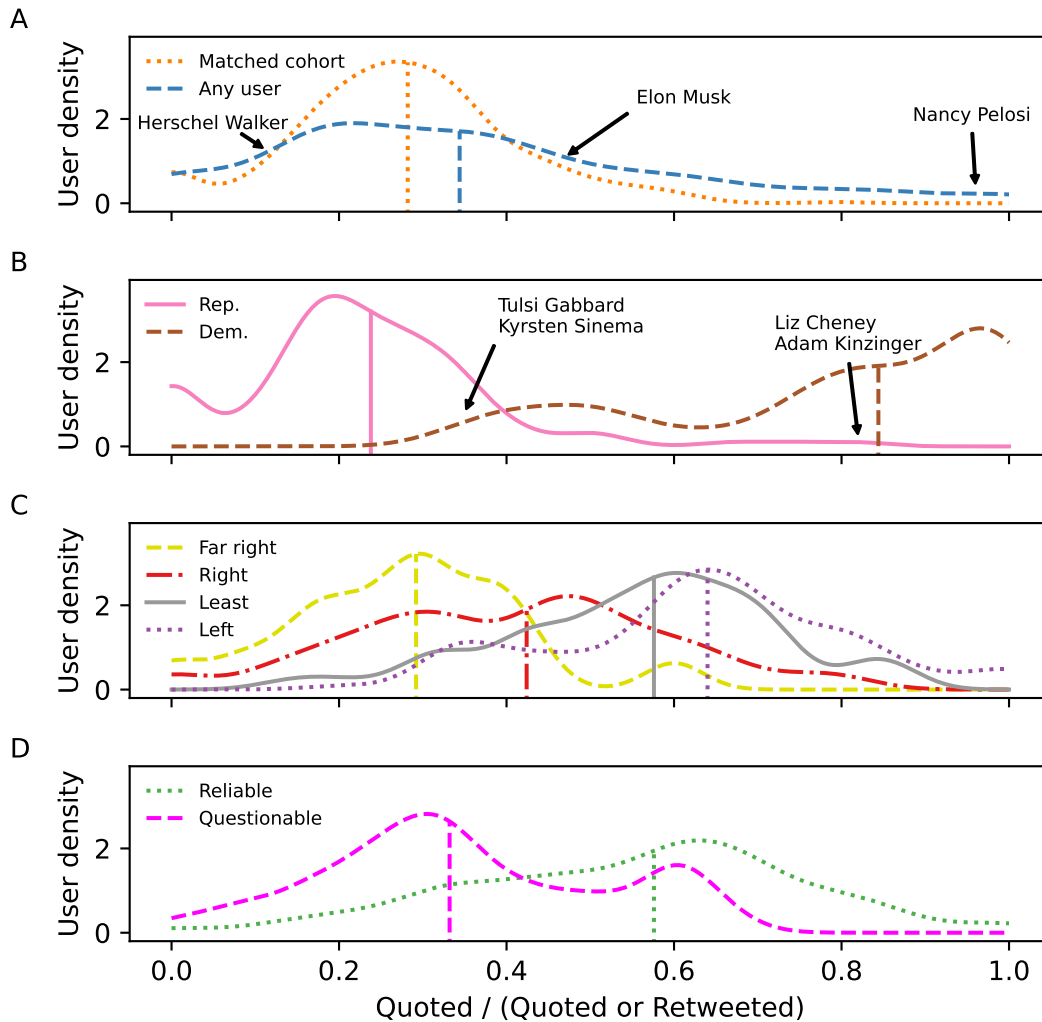 A
User density
2
0
Matched cohort
Any user
Herschel Walker
Elon Musk
Nancy Pelosi
B
User density
2
0
Rep.
Dem.
Tulsi Gabbard
Kyrsten Sinema
Liz Cheney
Adam Kinzinger
C
User density
2
0
Far right
Right
Least
Left
D
User density
2
0
Reliable
Questionable
0.0 0.2 0.4 0.6 0.8 1.0
Quoted / (Quoted or Retweeted)